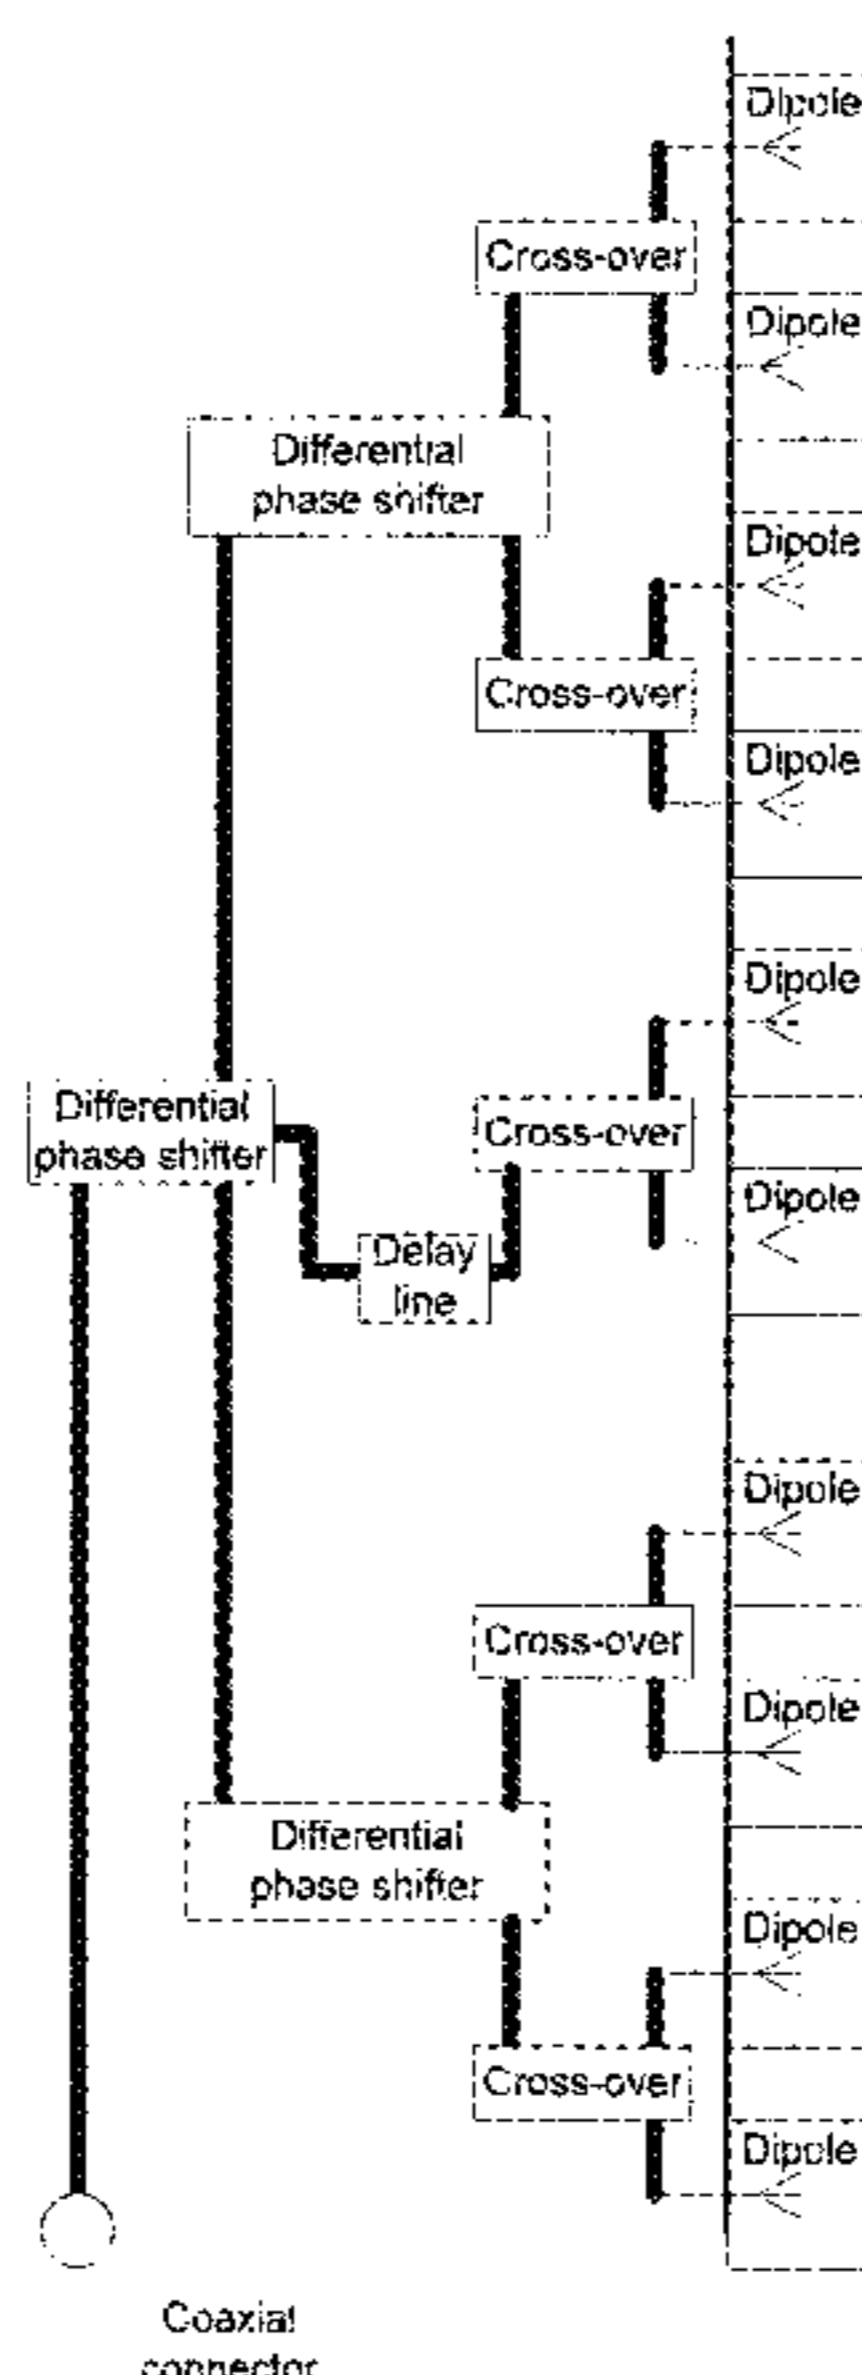 Dipole
Cross-over
Dipole
Differential
phase shifter
Dipole
Cross-over
Dipole
Dipole
Differential
phase shifter
Cross-over
Dipole
Delay
line
Dipole
Cross-over
Dipole
Differential
phase shifter
Dipole
Cross-over
Dipole
Coaxial
connector